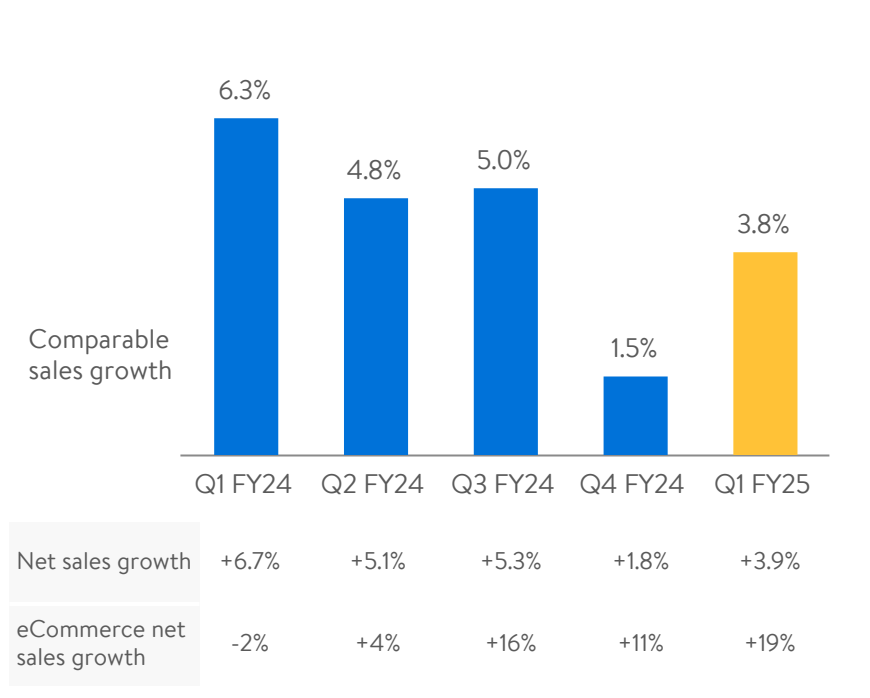 6.3%
4.8%
5.0%
1.5%
3.8%
Comparable
sales growth
Q1 FY24 Q2 FY24 Q3 FY24 Q4 FY24 Q1 FY25
Net sales growth +6.7% +5.1% +5.3% +1.8% +3.9%
eCommerce net
sales growth -2% +4% +16% +11% +19%